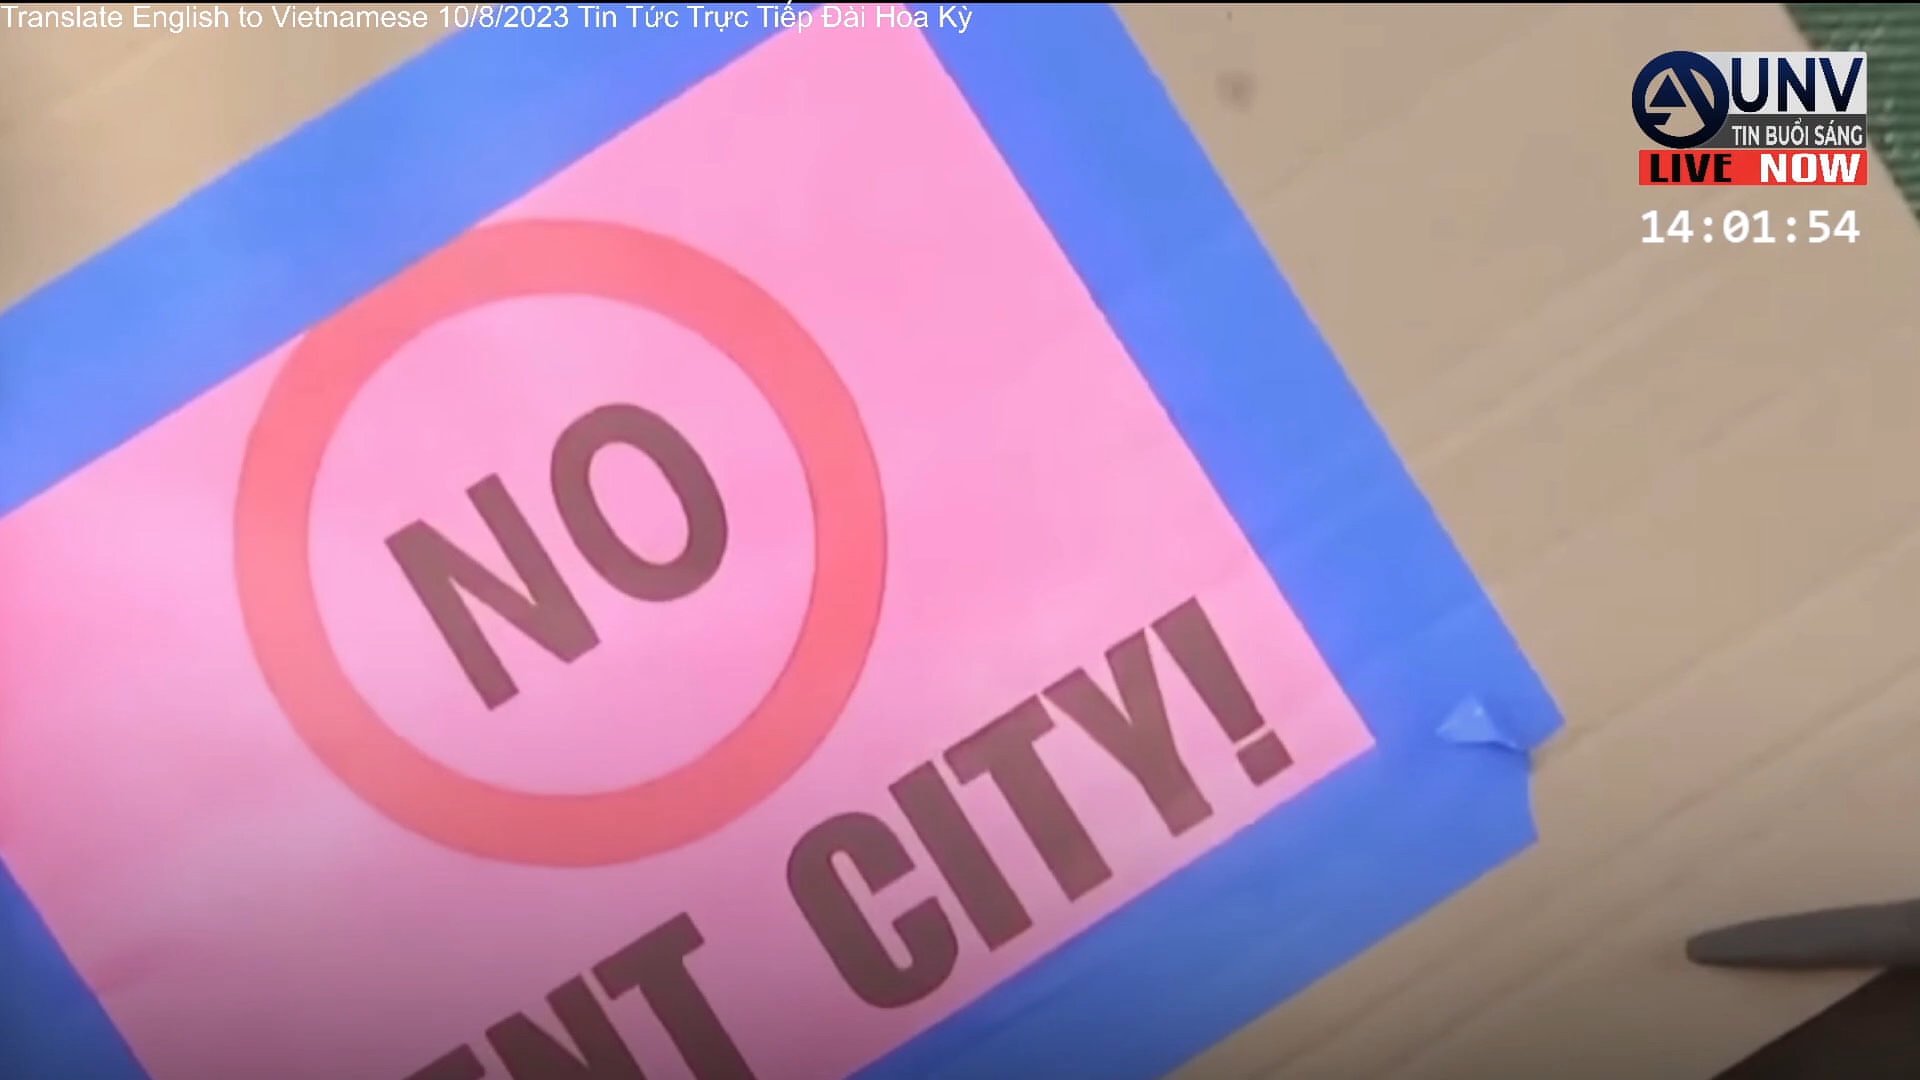 Translate English to Vietnamese 10/8/2023 Tin Tức Trực Tiếp Đài Hoa Kỳ
UNV
TIN BUỔI SÁNG
LIVE NOW
14:01:54
NO
CITY!